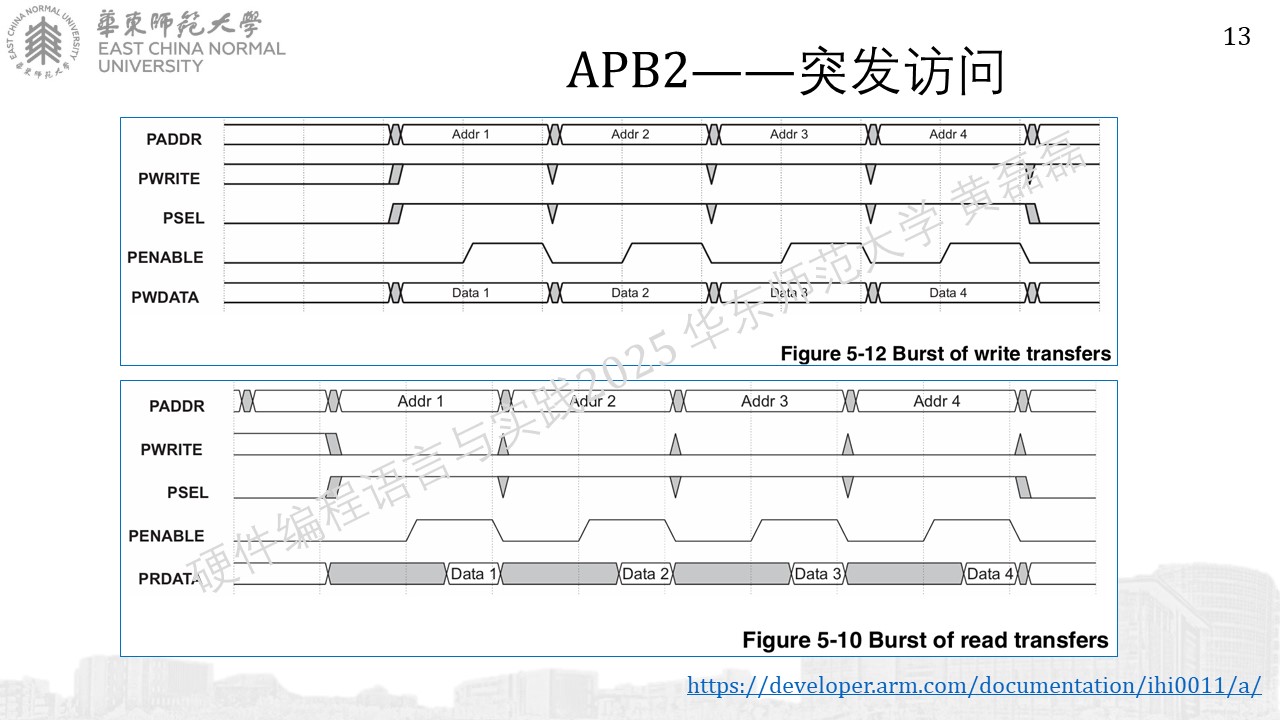 華東師範大學
EAST CHINA NORMAL
UNIVERSITY
13
APB2——突发访问
PADDR Addr 1 Addr 2 Addr 3 Addr 4
PWRITE
PSEL
PENABLE
PWDATA Data 1 Data 2 Data 3 Data 4
Figure 5-12 Burst of write transfers
硬件编程语言与实践2025 华东师范大学 黄磊磊
PADDR Addr 1 Addr 2 Addr 3 Addr 4
PWRITE
PSEL
PENABLE
PRDATA Data 1 Data 2 Data 3 Data 4
Figure 5-10 Burst of read transfers
https://developer.arm.com/documentation/ihi0011/a/